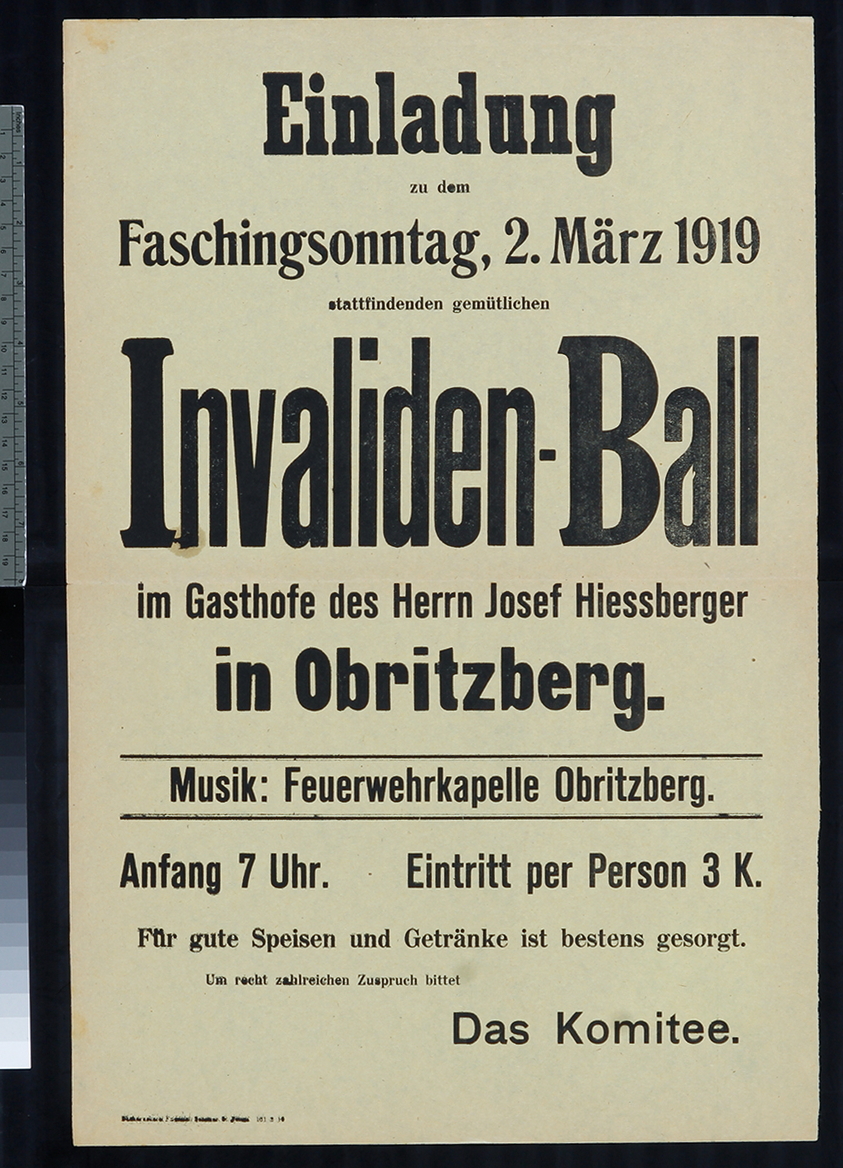 Einladung
zu dem
Faschingsonntag, 2. März 1919
stattfindenden gemütlichen
Invaliden-Ball
im Gasthofe des Herrn Josef Hiessberger
in Obritzberg.
Musik: Feuerwehrkapelle Obritzberg.
Anfang 7 Uhr. Eintritt per Person 3 K.
Für gute Speisen und Getränke ist bestens gesorgt.
Um recht zahlreichen Zuspruch bittet
Das Komitee.